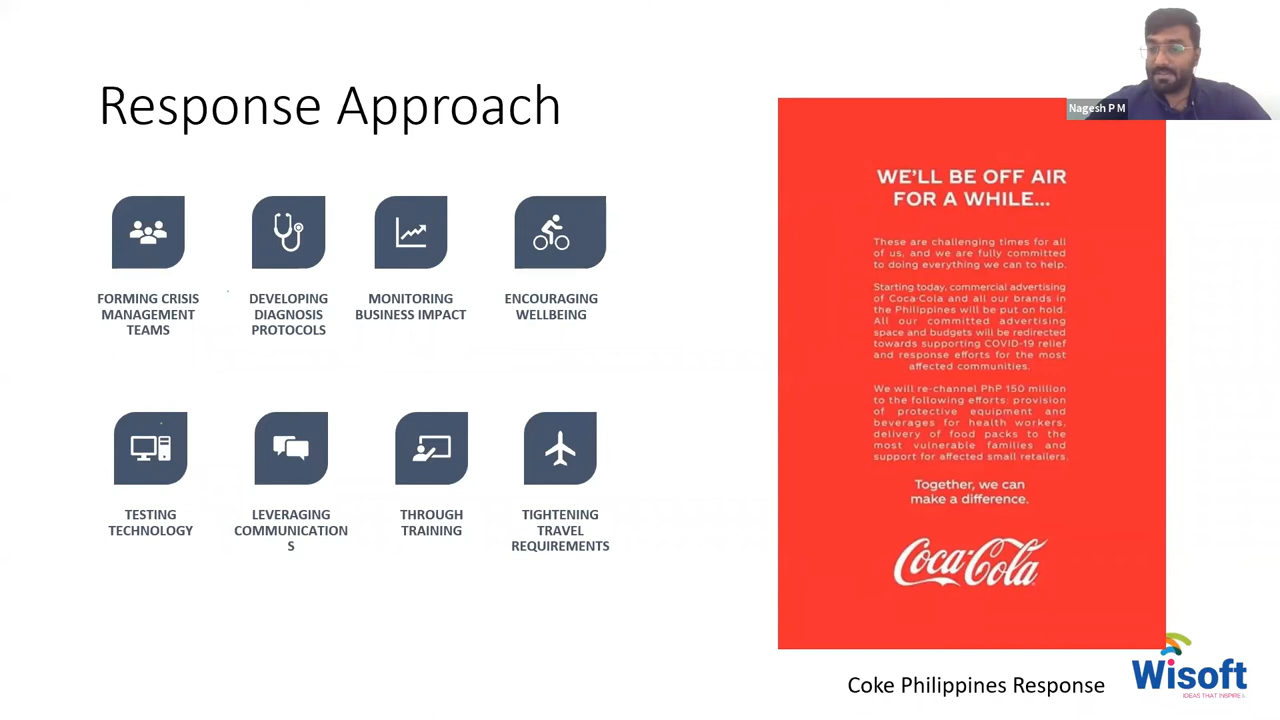 Response Approach
FORMING CRISIS
MANAGEMENT
TEAMS
DEVELOPING
DIAGNOSIS
PROTOCOLS
MONITORING
BUSINESS IMPACT
ENCOURAGING
WELLBEING
TESTING
TECHNOLOGY
LEVERAGING
COMMUNICATION
S
THROUGH
TRAINING
TIGHTENING
TRAVEL
REQUIREMENTS
Nagesh P M
WE'LL BE OFF AIR
FOR A WHILE...
These are challenging times for all
of us, and we are fully committed
to doing everything we can to help.
Starting today, commercial advertising
of Coca-Cola and all our brands in
the Philippines will be put on hold.
All our committed advertising
space and budgets will be redirected
towards supporting COVID-19 relief
and response efforts for the most
affected communities.
We will re-channel PhP 150 million
to the following efforts: provision
of protective equipment and
beverages for health workers,
delivery of food packs to the
most vulnerable families and
support for affected small retailers.
Together, we can
make a difference.
Coca-Cola
Coke Philippines Response
Wisoft
IDEAS THAT INSPIRE